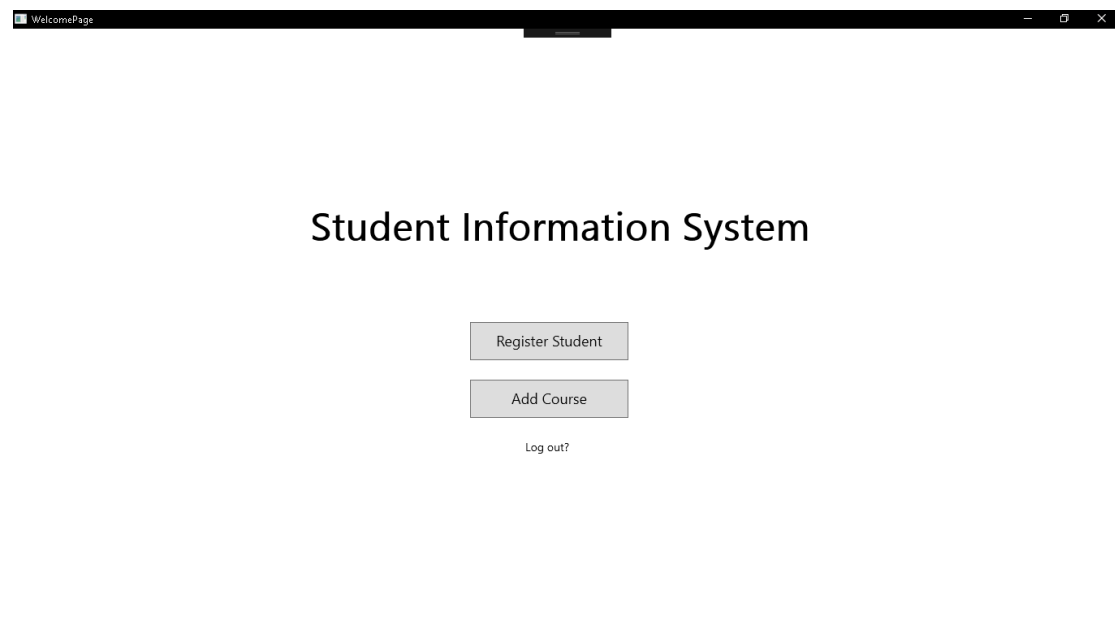 WelcomePage
Student Information System
Register Student
Add Course
Log out?